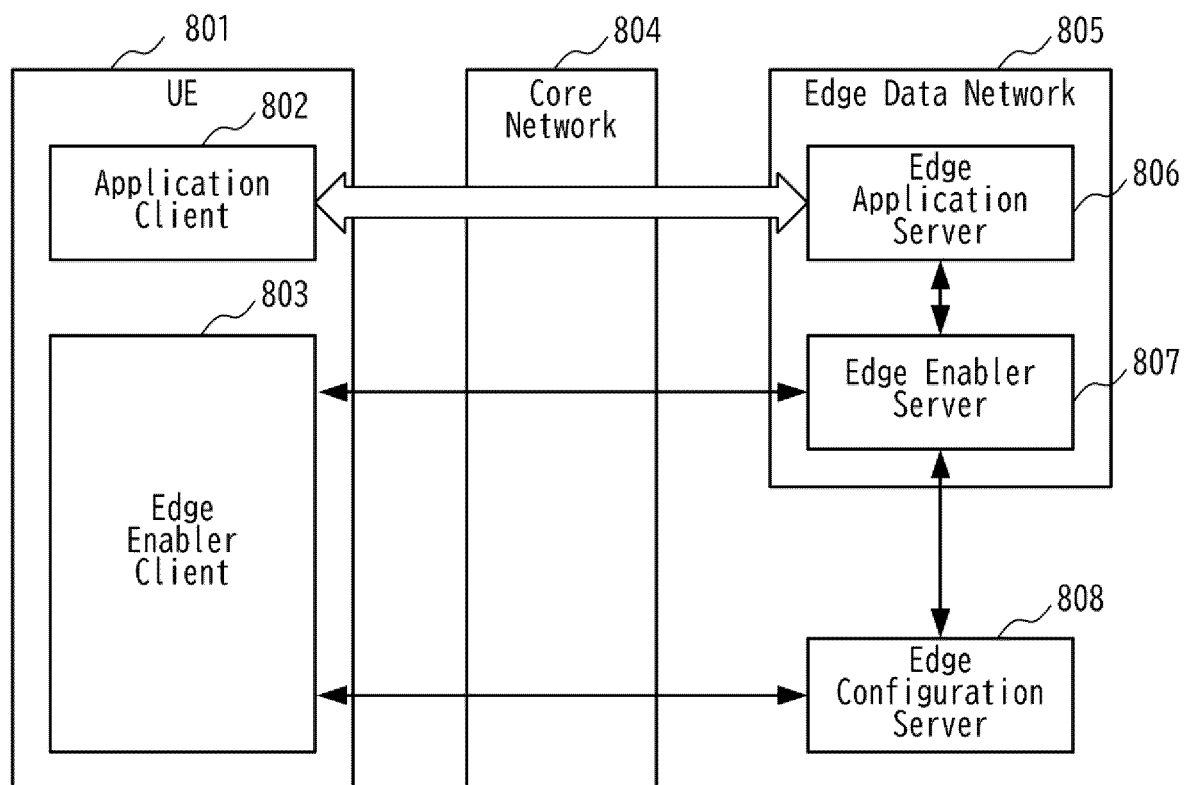 801
804
805
UE
Core
Network
Edge Data Network
802
Application
Client
Edge
Application
Server
806
803
Edge
Enabler
Client
Edge Enabler
Server
807
808
Edge
Configuration
Server